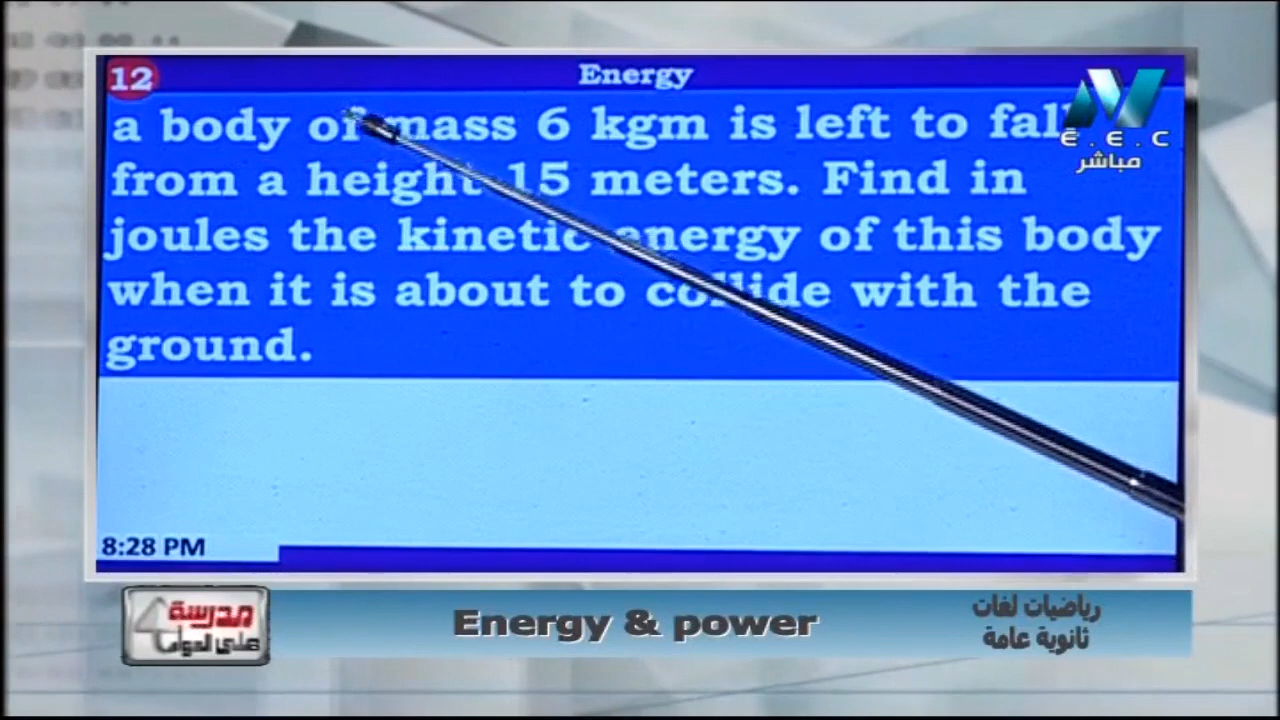 12
Energy
a body of mass 6 kgm is left to fall
from a height 15 meters. Find in
joules the kinetic energy of this body
when it is about to collide with the
ground.
E.E.C
مباشر
8:28 PM
مدرسة
على الهواء
Energy & power
رياضيات لغات
ثانوية عامة